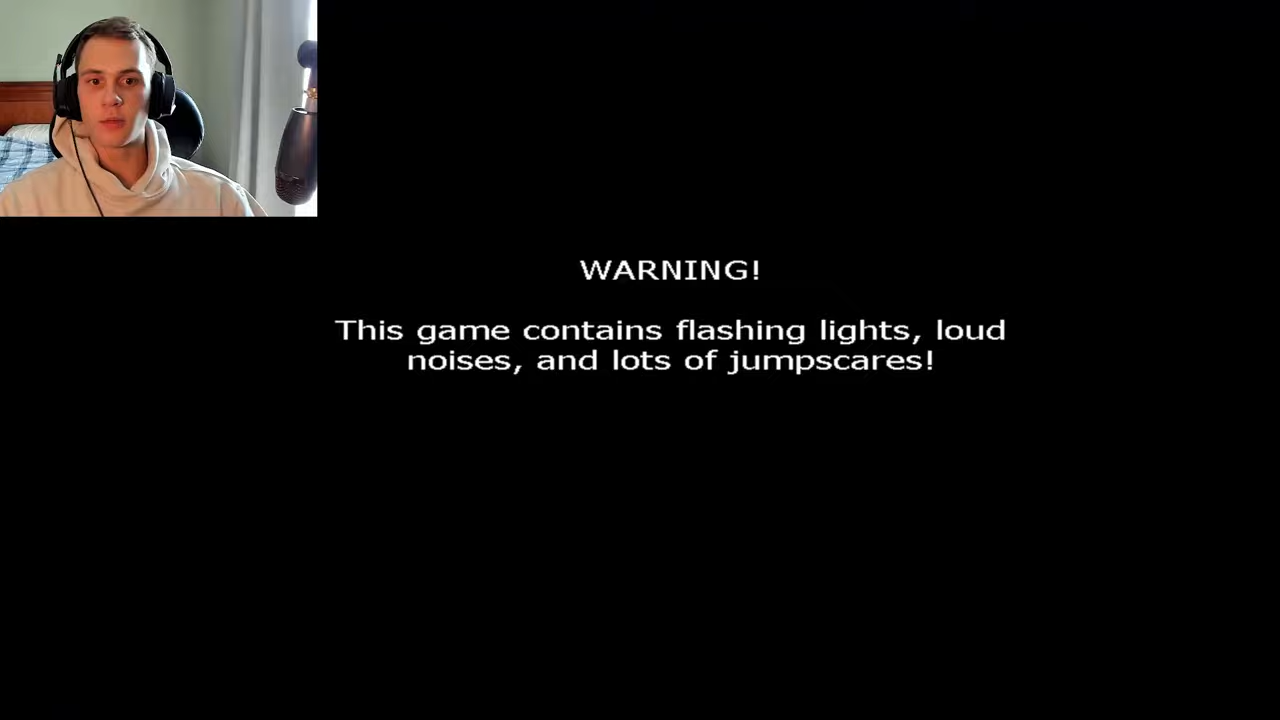 WARNING!
This game contains flashing lights, loud
noises, and lots of jumpscares!